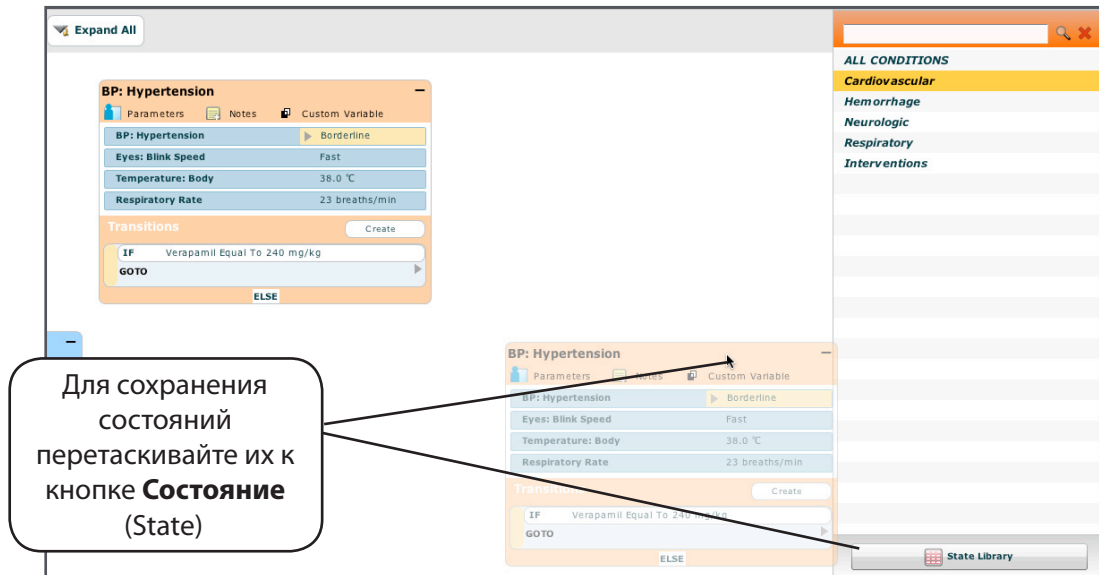 Expand All
BP: Hypertension
Parameters Notes Custom Variable
BP: Hypertension Borderline
Eyes: Blink Speed Fast
Temperature: Body 38.0 °C
Respiratory Rate 23 breaths/min
Transitions Create
IF Verapamil Equal To 240 mg/kg
GOTO
ELSE
ALL CONDITIONS
Cardiovascular
Hemorrhage
Neurologic
Respiratory
Interventions
Для сохранения
состояний
перетаскивайте их к
кнопке Состояние
(State)
BP: Hypertension
Parameters Notes Custom Variable
BP: Hypertension Borderline
Eyes: Blink Speed Fast
Temperature: Body 38.0 °C
Respiratory Rate 23 breaths/min
Transitions Create
IF Verapamil Equal To 240 mg/kg
GOTO
ELSE
State Library